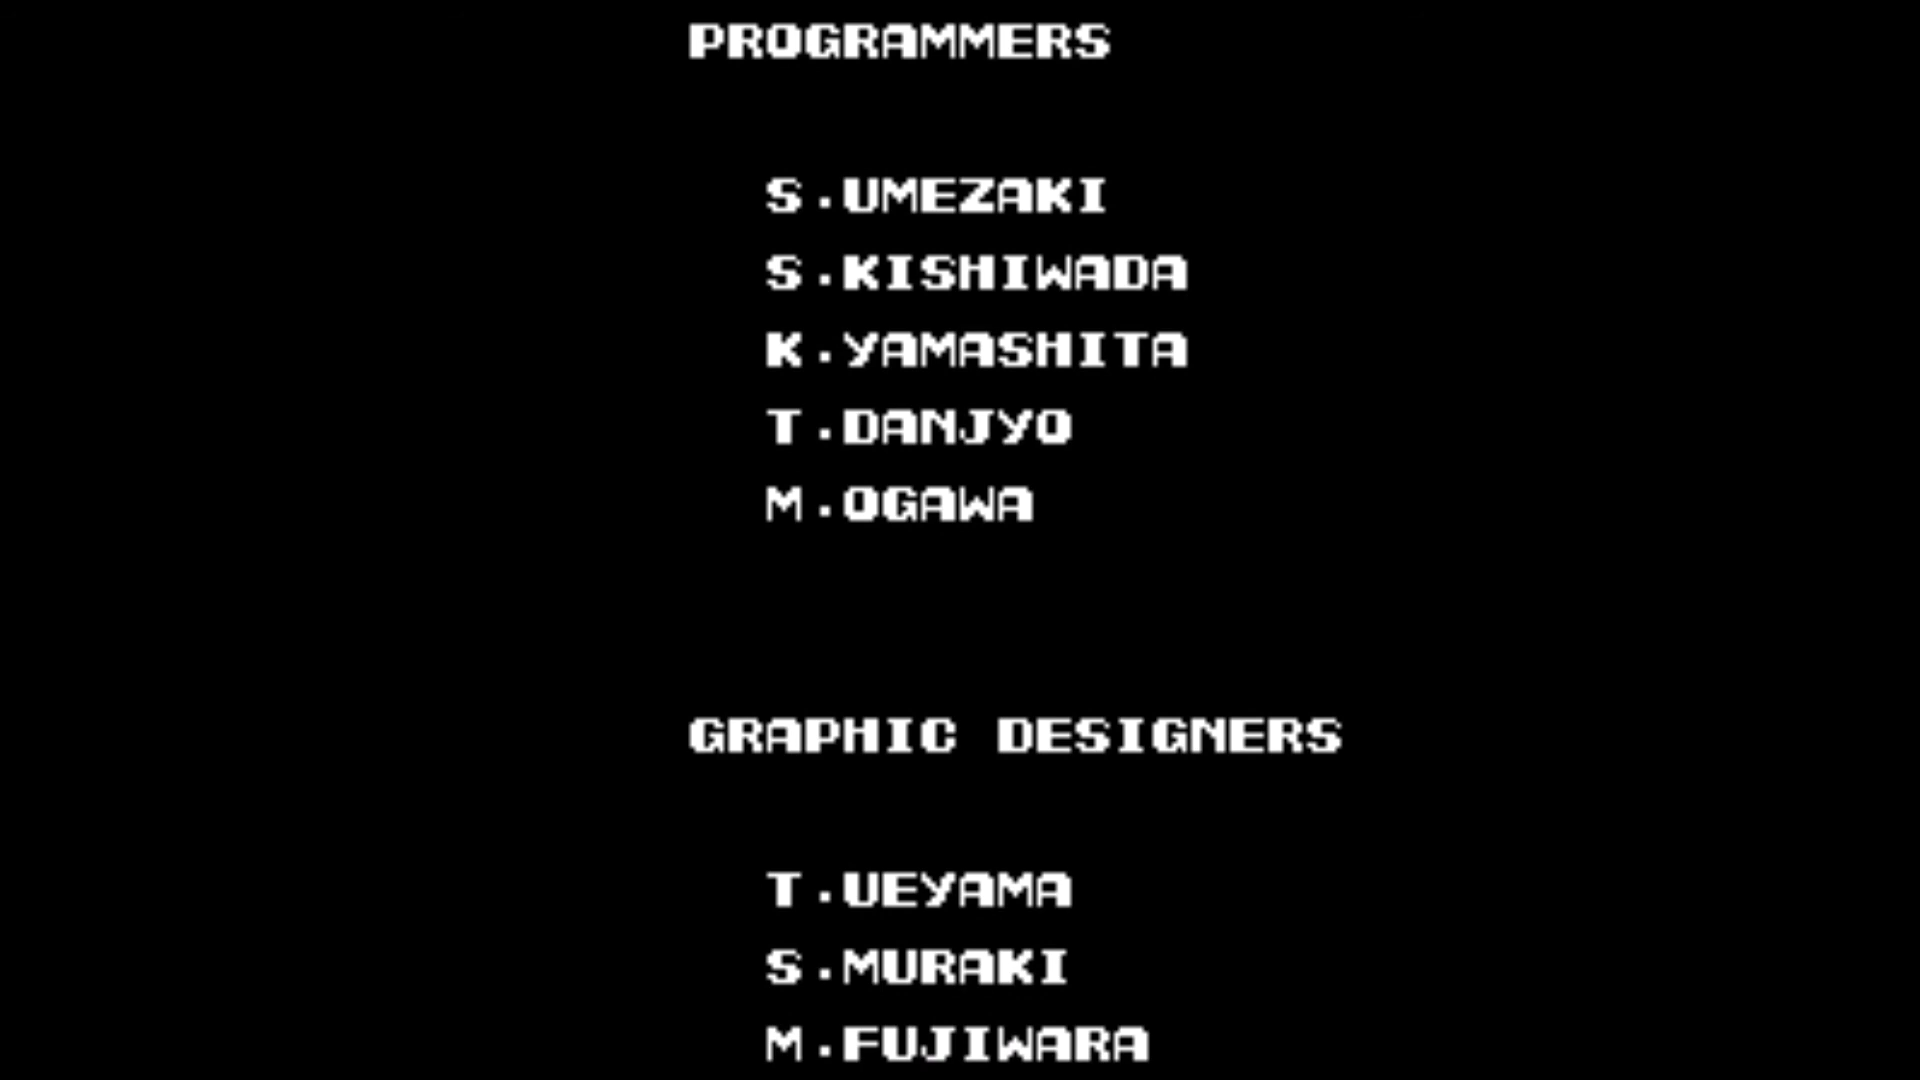 PROGRAMMERS
S.UMEZAKI
S.KISHIWADA
K.YAMASHITA
T.DANJYO
M.OGAWA
GRAPHIC DESIGNERS
T.UEYAMA
S.MURAKI
M.FUJIWARA